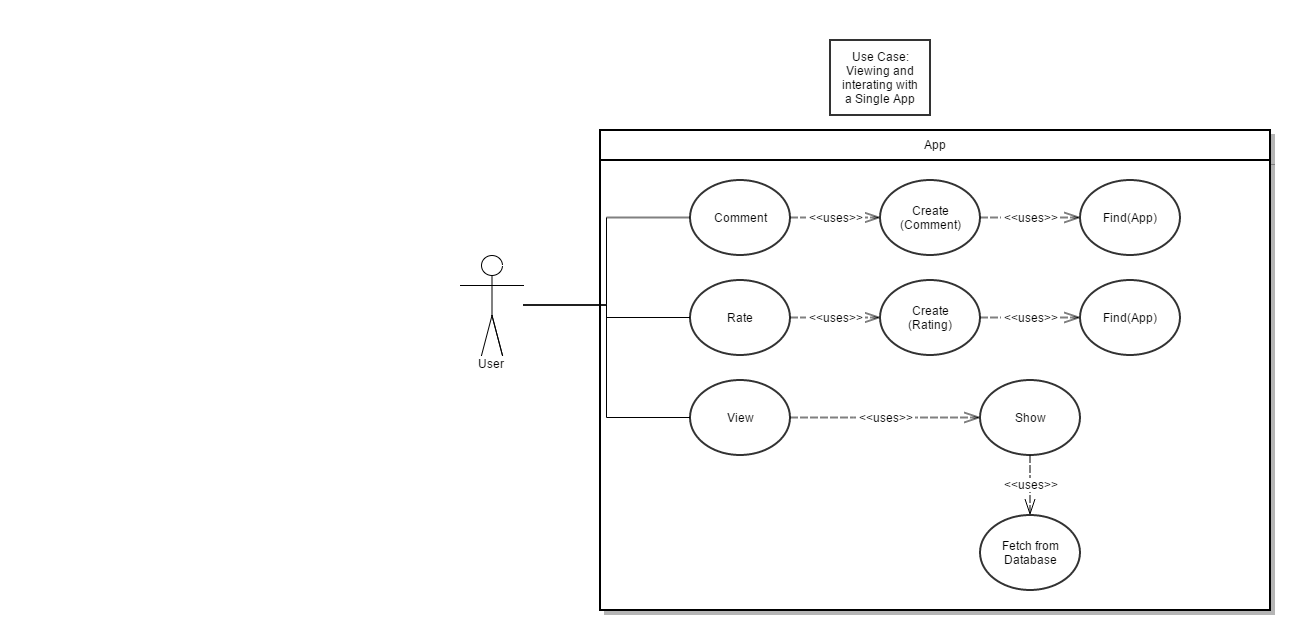 Use Case:
Viewing and
interating with
a Single App
App
Comment
<<uses>>
Create
(Comment)
<<uses>>
Find(App)
Rate
<<uses>>
Create
(Rating)
<<uses>>
Find(App)
User
View
<<uses>>
Show
<<uses>>
Fetch from
Database